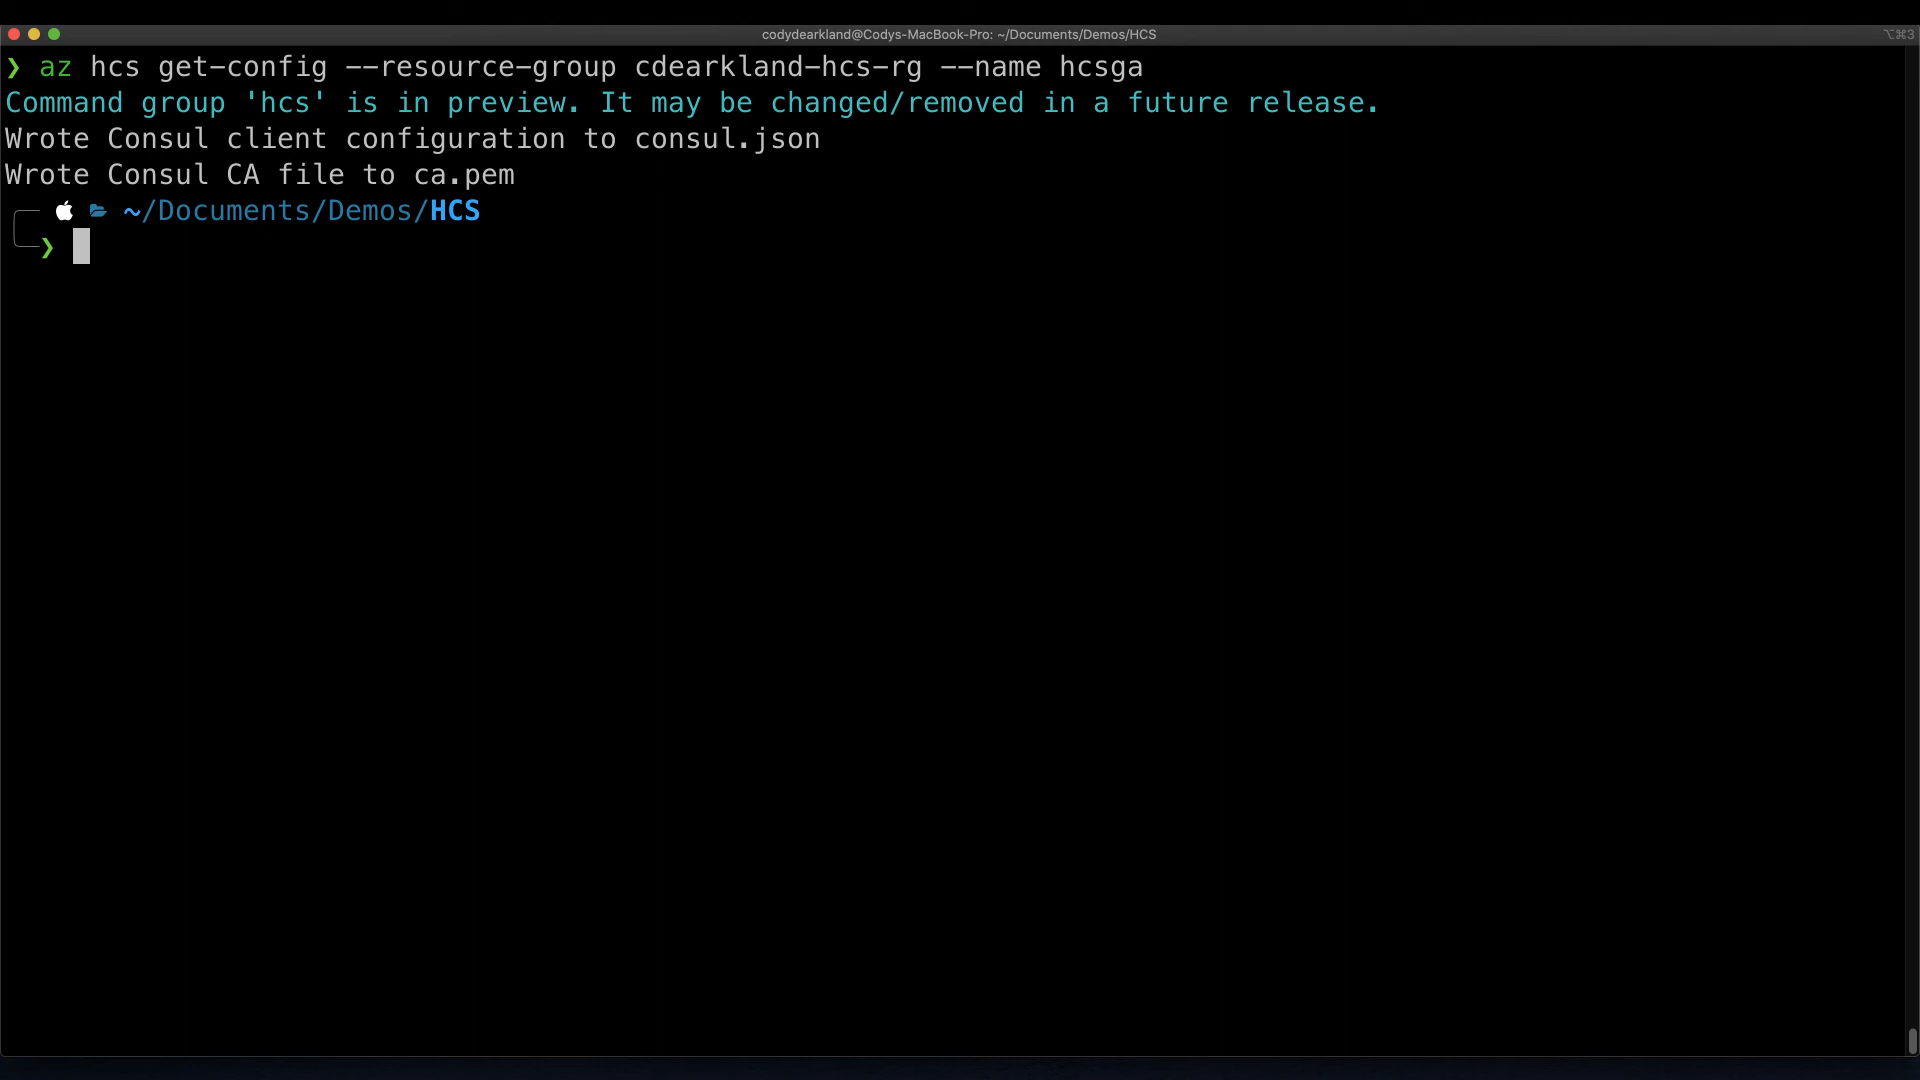 codydearkland@Codys-MacBook-Pro: ~/Documents/Demos/HCS
⌥⌘3
❯ az hcs get-config --resource-group cdearkland-hcs-rg --name hcsga
Command group 'hcs' is in preview. It may be changed/removed in a future release.
Wrote Consul client configuration to consul.json
Wrote Consul CA file to ca.pem
~/Documents/Demos/HCS
❯